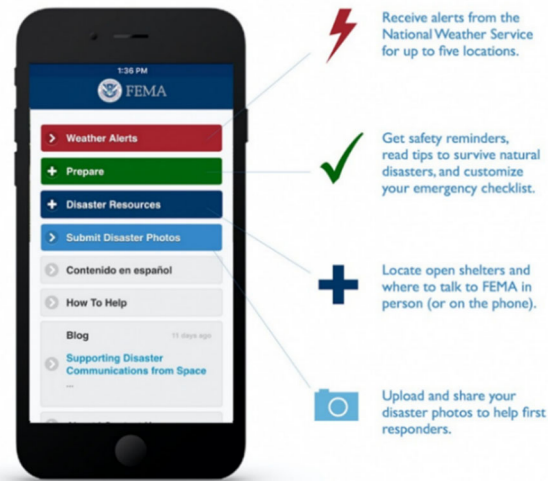 1:36 PM
FEMA
Weather Alerts
Prepare
Disaster Resources
Submit Disaster Photos
Contenido en español
How To Help
Blog
11 days ago
Supporting Disaster
Communications from Space
...
Receive alerts from the
National Weather Service
for up to five locations.
Get safety reminders,
read tips to survive natural
disasters, and customize
your emergency checklist.
Locate open shelters and
where to talk to FEMA in
person (or on the phone).
Upload and share your
disaster photos to help first
responders.